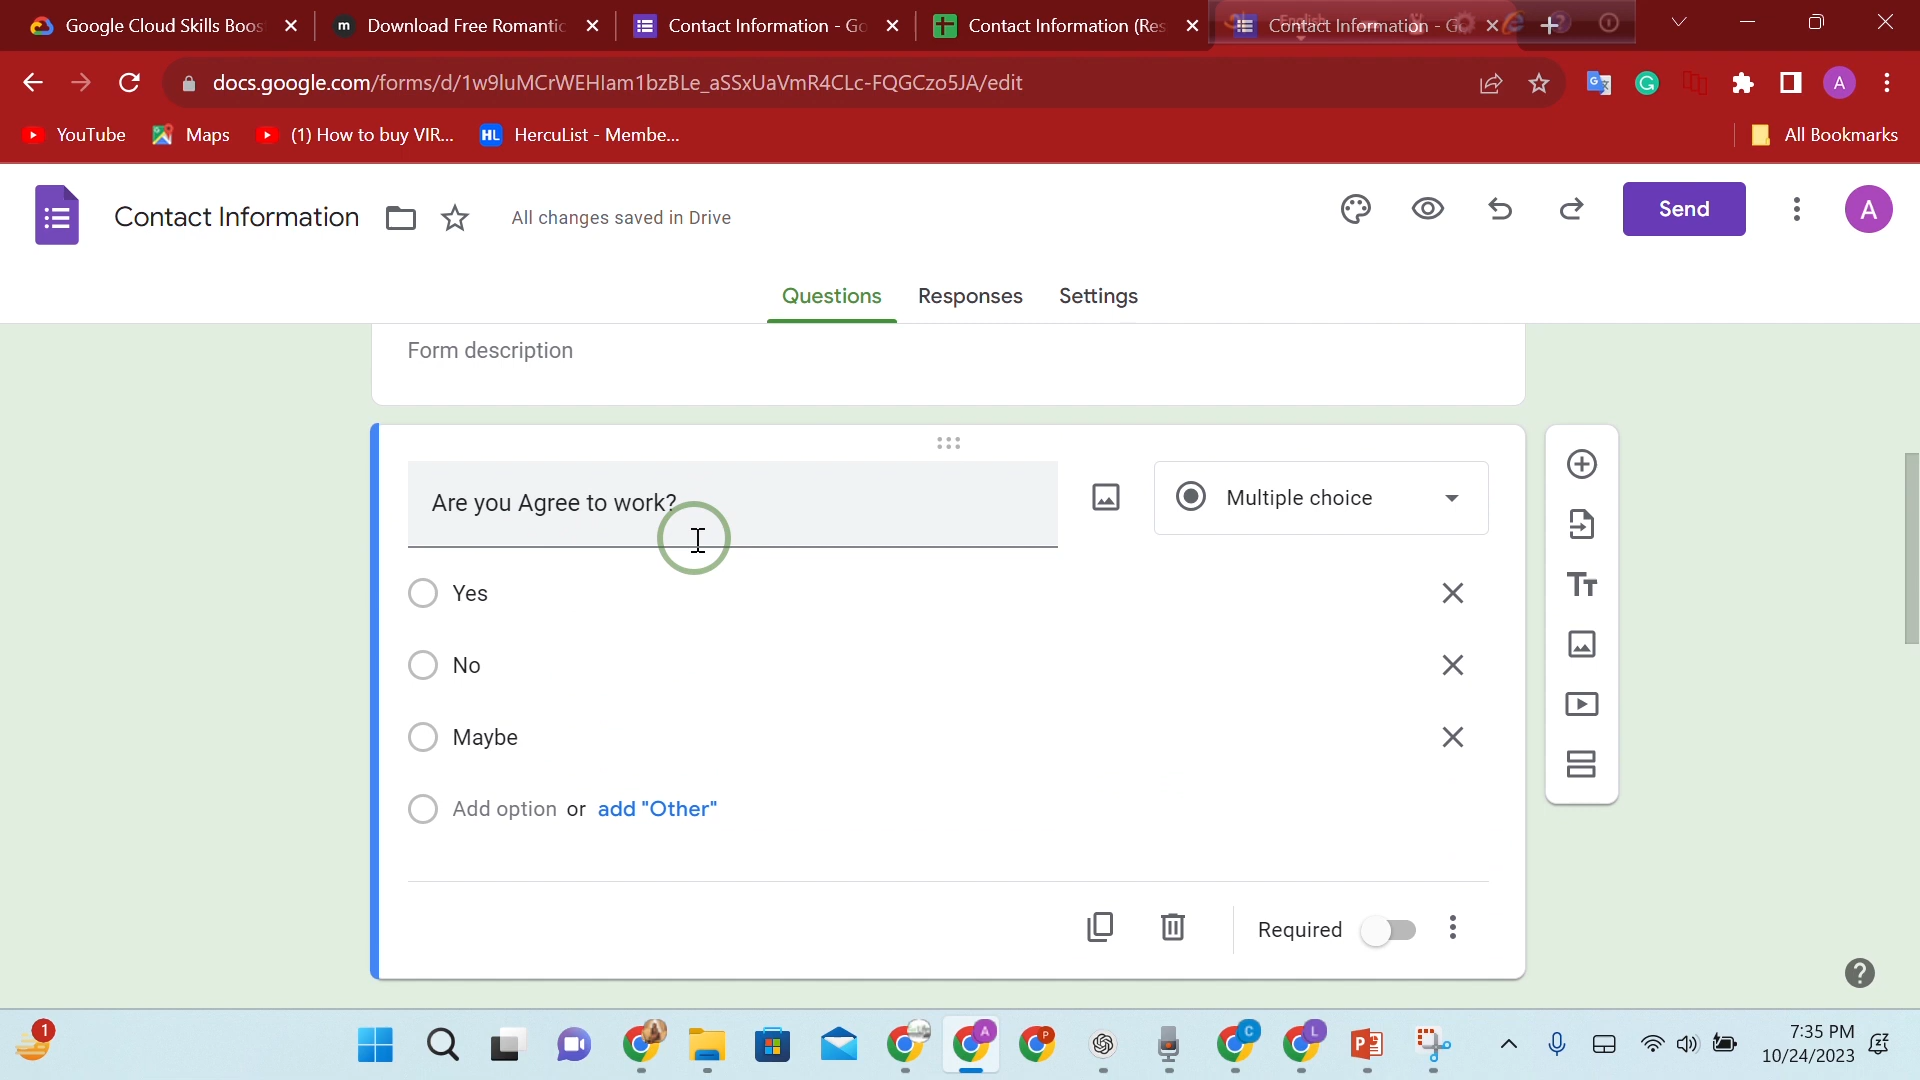 Google Cloud Skills Boos
m Download Free Romantic
Contact Information - Go
Contact Information (Res
Contact Information - G
docs.google.com/forms/d/1w9luMCrWEHlam1bzBLe_aSSxUaVmR4CLc-FQGCzo5JA/edit
A
YouTube
Maps
(1) How to buy VIR...
HL HercuList - Membe...
All Bookmarks
Contact Information
All changes saved in Drive
Send
A
Questions
Responses
Settings
Form description
Are you Agree to work?
Multiple choice
Yes
No
Maybe
Add option or add "Other"
Required
Tт
1
A
P
C
L
P
7:35 PM
10/24/2023